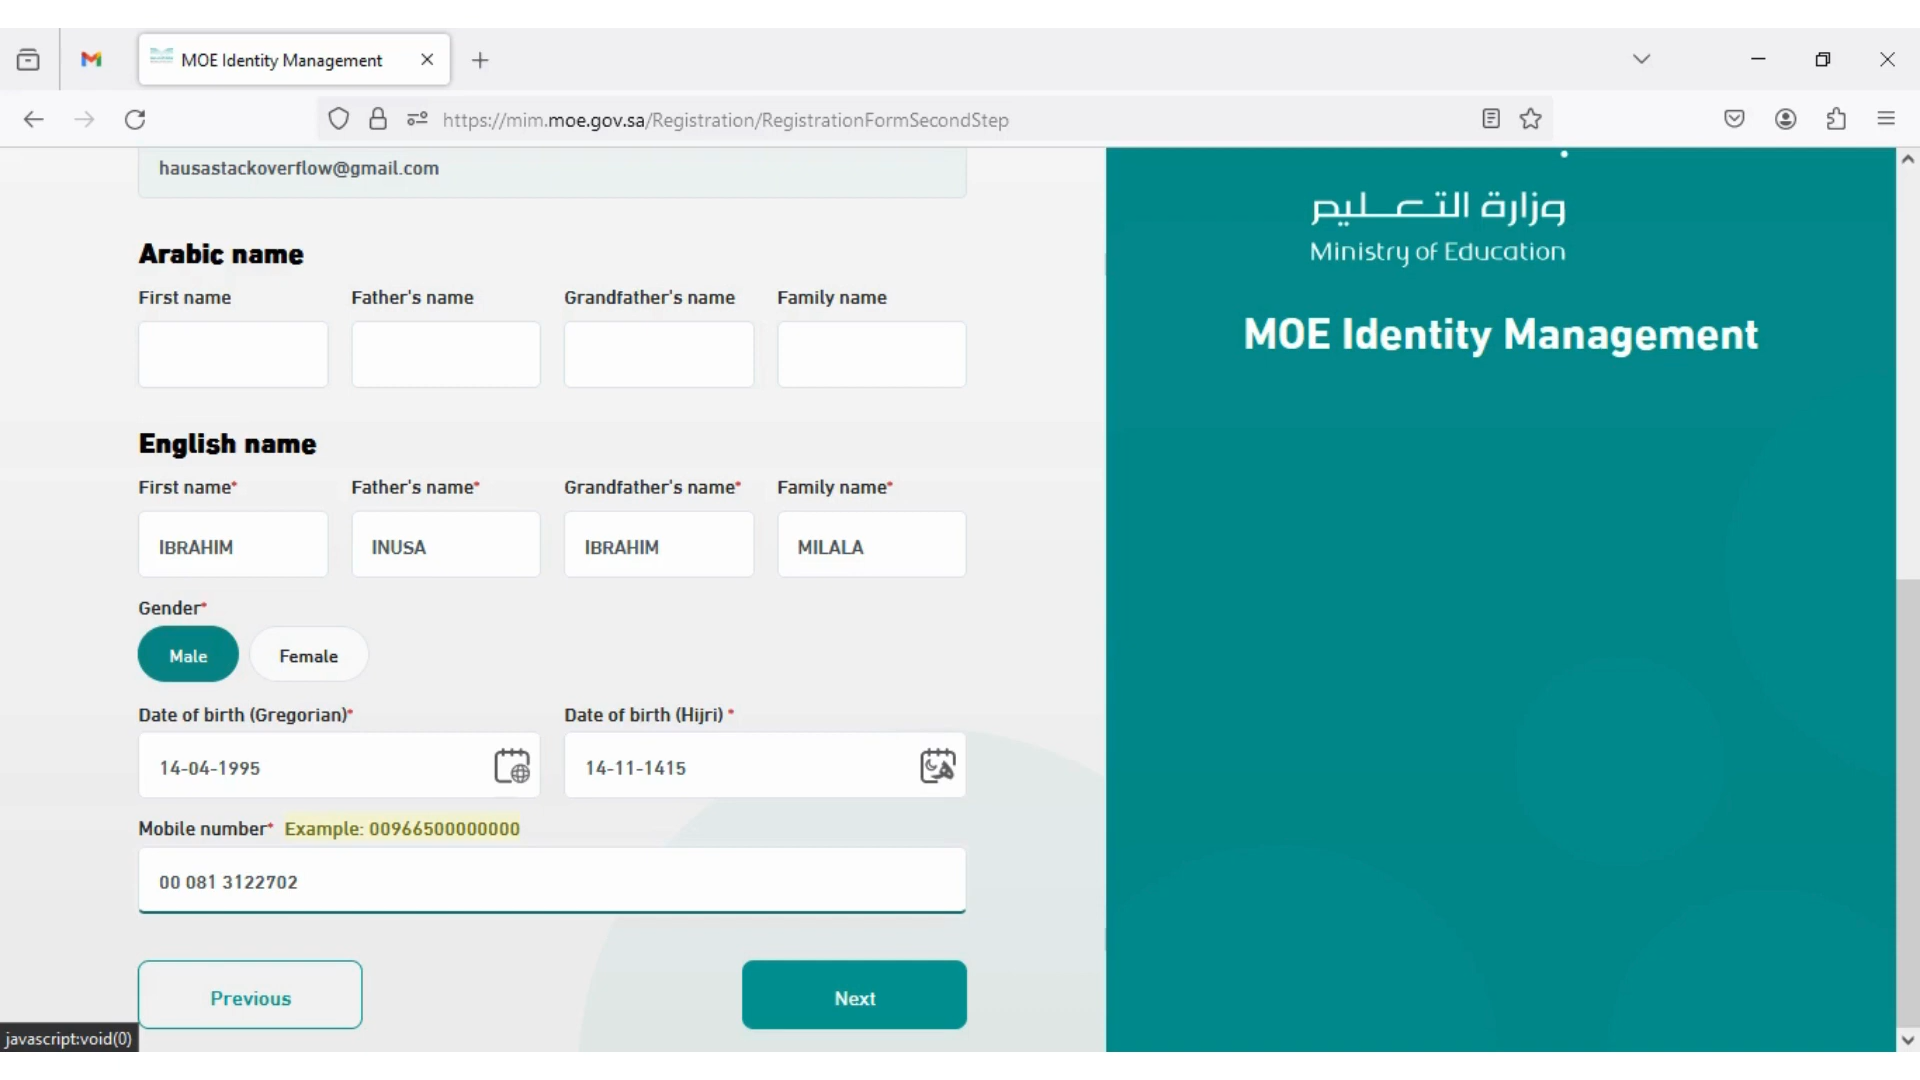 MOE Identity Management
https://mim.moe.gov.sa/Registration/RegistrationFormSecondStep
hausastackoverflow@gmail.com
Arabic name
First name
Father's name
Grandfather's name
Family name
English name
First name*
Father's name*
Grandfather's name*
Family name*
IBRAHIM
INUSA
IBRAHIM
MILALA
Gender*
Male
Female
Date of birth (Gregorian)*
Date of birth (Hijri) *
14-04-1995
14-11-1415
Mobile number* Example: 00966500000000
00 081 3122702
Previous
Next
javascript:void(0)
وزارة التعليم
Ministry of Education
MOE Identity Management